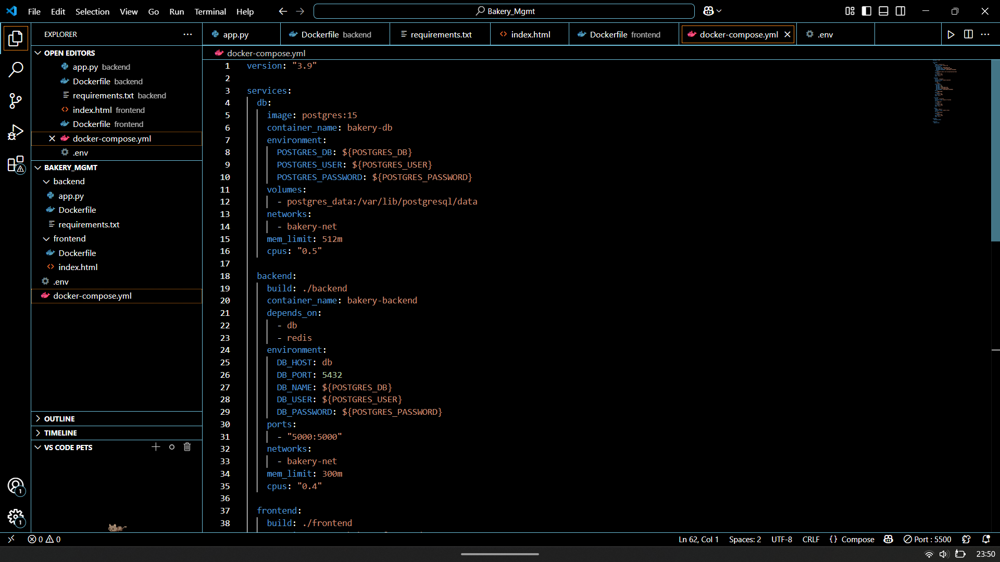 File Edit Selection View Go Run Terminal Help
Bakery_Mgmt
EXPLORER
OPEN EDITORS
app.py backend
Dockerfile backend
requirements.txt backend
index.html frontend
Dockerfile frontend
docker-compose.yml
.env
BAKERY_MGMT
backend
app.py
Dockerfile
requirements.txt
frontend
Dockerfile
index.html
.env
docker-compose.yml
OUTLINE
TIMELINE
VS CODE PETS
1
1
app.py Dockerfile backend requirements.txt index.html Dockerfile frontend docker-compose.yml .env
docker-compose.yml
1 version: "3.9"
2
3 services:
4 db:
5 image: postgres:15
6 container_name: bakery-db
7 environment:
8 POSTGRES_DB: ${POSTGRES_DB}
9 POSTGRES_USER: ${POSTGRES_USER}
10 POSTGRES_PASSWORD: ${POSTGRES_PASSWORD}
11 volumes:
12 - postgres_data:/var/lib/postgresql/data
13 networks:
14 - bakery-net
15 mem_limit: 512m
16 cpus: "0.5"
17
18 backend:
19 build: ./backend
20 container_name: bakery-backend
21 depends_on:
22 - db
23 - redis
24 environment:
25 DB_HOST: db
26 DB_PORT: 5432
27 DB_NAME: ${POSTGRES_DB}
28 DB_USER: ${POSTGRES_USER}
29 DB_PASSWORD: ${POSTGRES_PASSWORD}
30 ports:
31 - "5000:5000"
32 networks:
33 - bakery-net
34 mem_limit: 300m
35 cpus: "0.4"
36
37 frontend:
38 build: ./frontend
0 0 Ln 62, Col 1 Spaces: 2 UTF-8 CRLF {} Compose Port : 5500
23:50